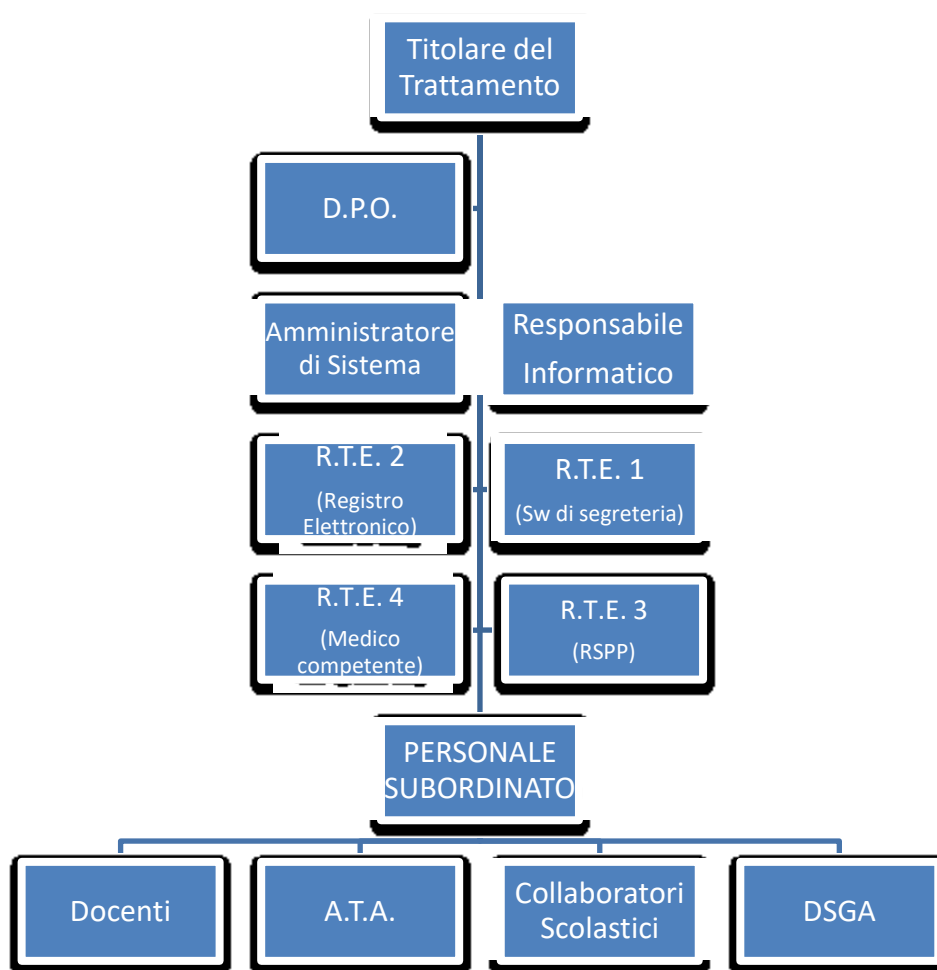 Titolare del
Trattamento
D.P.O.
Amministratore
di Sistema
Responsabile
Informatico
R.T.E. 2
(Registro
Elettronico)
R.T.E. 1
(Sw di segreteria)
R.T.E. 4
(Medico
competente)
R.T.E. 3
(RSPP)
PERSONALE
SUBORDINATO
Docenti
A.T.A.
Collaboratori
Scolastici
DSGA